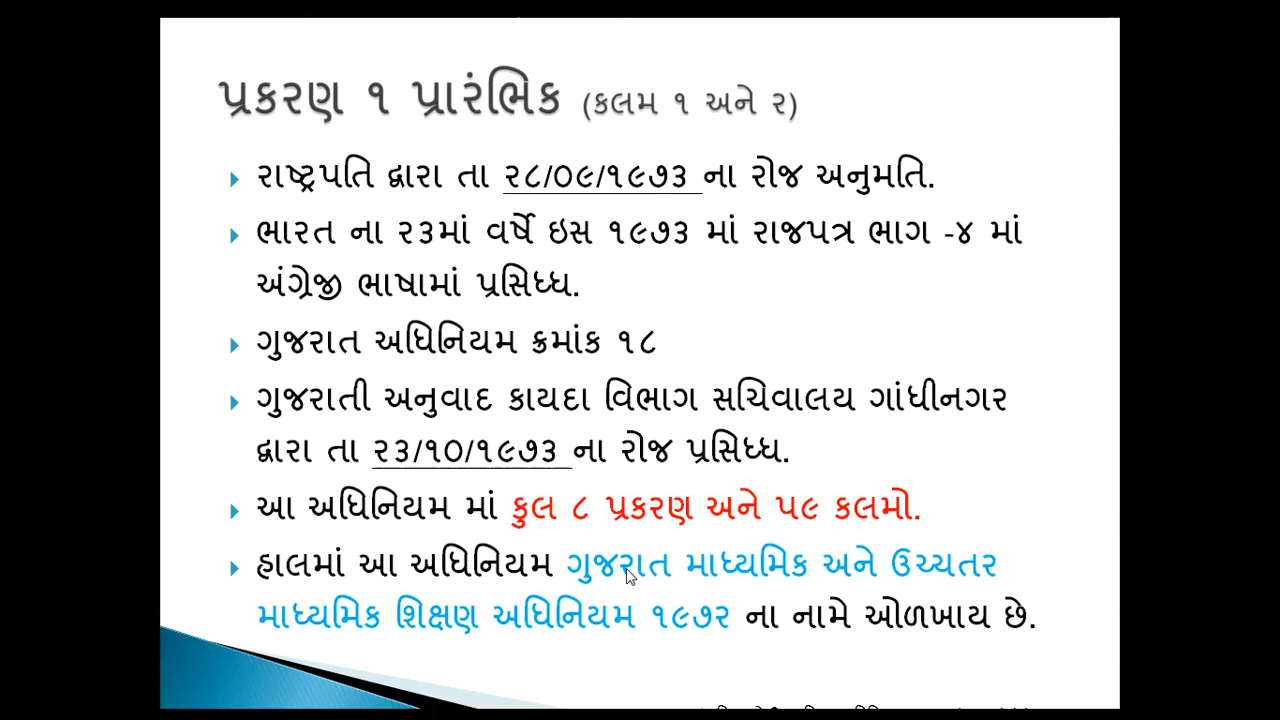 પ્રકરણ ૧ પ્રારંભિક (કલમ ૧ અને ૨)
રાષ્ટ્રપતિ દ્વારા તા ૨૮/૦૯/૧૯૭૩ ના રોજ અનુમતિ.
ભારત ના ૨૩માં વર્ષે ઇસ ૧૯૭૩ માં રાજપત્ર ભાગ -૪ માં
અંગ્રેજી ભાષામાં પ્રસિધ્ધ.
ગુજરાત અધિનિયમ ક્રમાંક ૧૮
ગુજરાતી અનુવાદ કાયદા વિભાગ સચિવાલય ગાંધીનગર
દ્વારા તા ૨૩/૧૦/૧૯૭૩ ના રોજ પ્રસિધ્ધ.
આ અધિનિયમ માં કુલ ૮ પ્રકરણ અને ૫૯ કલમો.
હાલમાં આ અધિનિયમ ગુજરાત માધ્યમિક અને ઉચ્ચતર
માધ્યમિક શિક્ષણ અધિનિયમ ૧૯૭૨ ના નામે ઓળખાય છે.